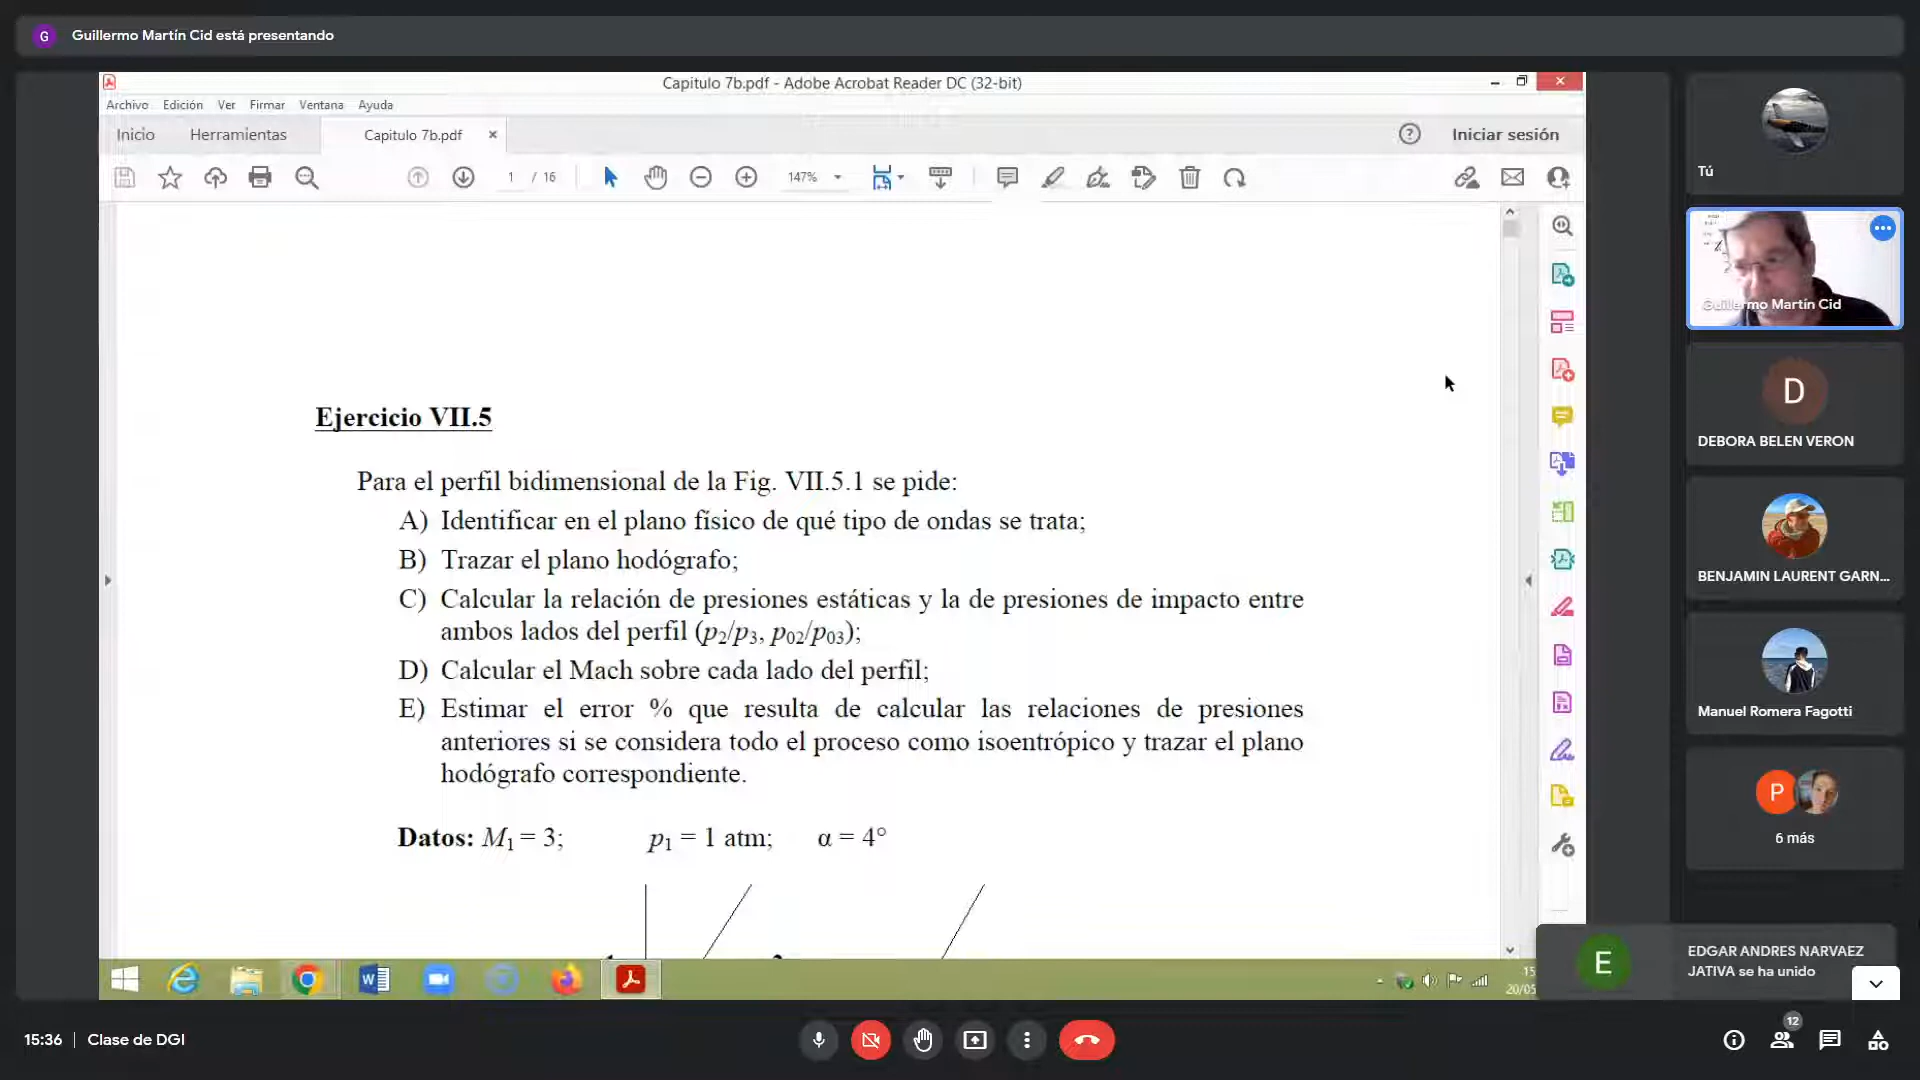 G Guillermo Martín Cid está presentando
Capitulo 7b.pdf - Adobe Acrobat Reader DC (32-bit)
Archivo Edición Ver Firmar Ventana Ayuda
Inicio Herramientas Capitulo 7b.pdf × ? Iniciar sesión
1 / 16 147%
Ejercicio VII.5
Para el perfil bidimensional de la Fig. VII.5.1 se pide:
A) Identificar en el plano físico de qué tipo de ondas se trata;
B) Trazar el plano hodógrafo;
C) Calcular la relación de presiones estáticas y la de presiones de impacto entre
ambos lados del perfil (p2/p3, p02/p03);
D) Calcular el Mach sobre cada lado del perfil;
E) Estimar el error % que resulta de calcular las relaciones de presiones
anteriores si se considera todo el proceso como isoentrópico y trazar el plano
hodógrafo correspondiente.
Datos: M1 = 3; p1 = 1 atm; α = 4°
Tú
Guillermo Martín Cid
D
DEBORA BELEN VERON
BENJAMIN LAURENT GARN...
Manuel Romera Fagotti
P
6 más
E
EDGAR ANDRES NARVAEZ
JATIVA se ha unido
15
20/05
15:36 | Clase de DGI
12